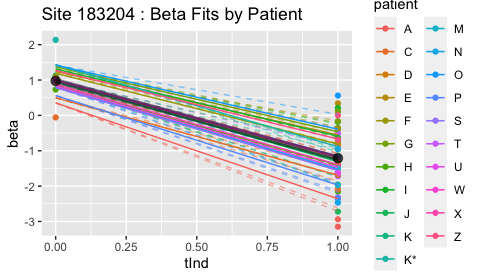 Site 183204 : Beta Fits by Patient
beta
2
1
0
-1
-2
-3
0.00
0.25
0.50
0.75
1.00
tInd
patient
A
C
D
E
F
G
H
I
J
K
K*
M
N
O
P
S
T
U
W
X
Z